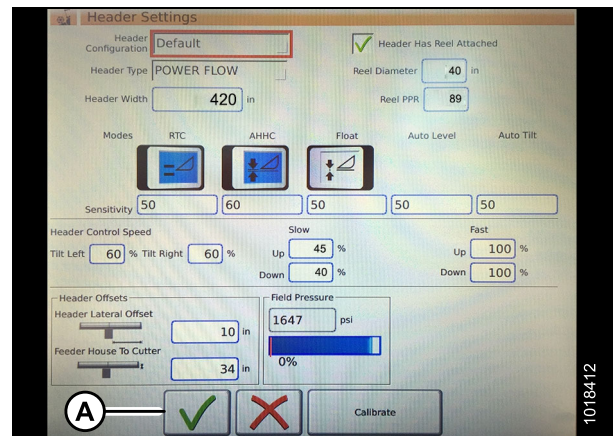 Header Settings
Header Configuration Default
Header Has Reel Attached
Header Type POWER FLOW
Reel Diameter 40 in
Header Width 420 in
Reel PPR 89
Modes RTC AHHC Float Auto Level Auto Tilt
Sensitivity 50 60 50 50 50
Header Control Speed Slow Fast
Tilt Left 60 % Tilt Right 60 % Up 45 % Up 100 %
Down 40 % Down 100 %
Header Offsets Field Pressure
Header Lateral Offset
10 in 1647 psi
Feeder House To Cutter
34 in 0%
A Calibrate
1018412